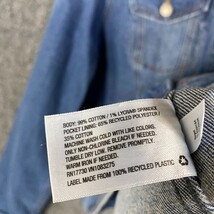 BODY: 99% COTTON / 1% LYCRA® SPANDEX
POCKET LINING: 65% RECYCLED POLYESTER /
35% COTTON
MACHINE WASH COLD WITH LIKE COLORS.
ONLY NON-CHLORINE BLEACH IF NEEDED.
TUMBLE DRY LOW. REMOVE PROMPTLY.
WARM IRON IF NEEDED.
RN17730 VN1083275
LABEL MADE FROM 100% RECYCLED PLASTIC